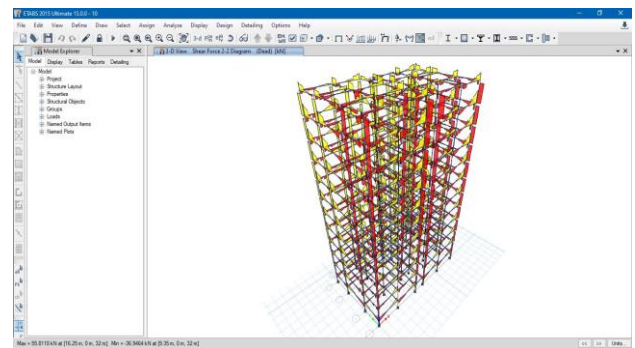 ETABS 2015 Ultimate 15.0.0 - 10
File Edit View Define Draw Select Assign Analyze Display Design Detailing Options Help
Model Explorer
3-D View Shear Force 2-2 Diagram (Dead) [kN]
Model Display Tables Reports Detailing
Model
Project
Structure Layout
Properties
Structural Objects
Groups
Loads
Named Output Items
Named Plots
Units...